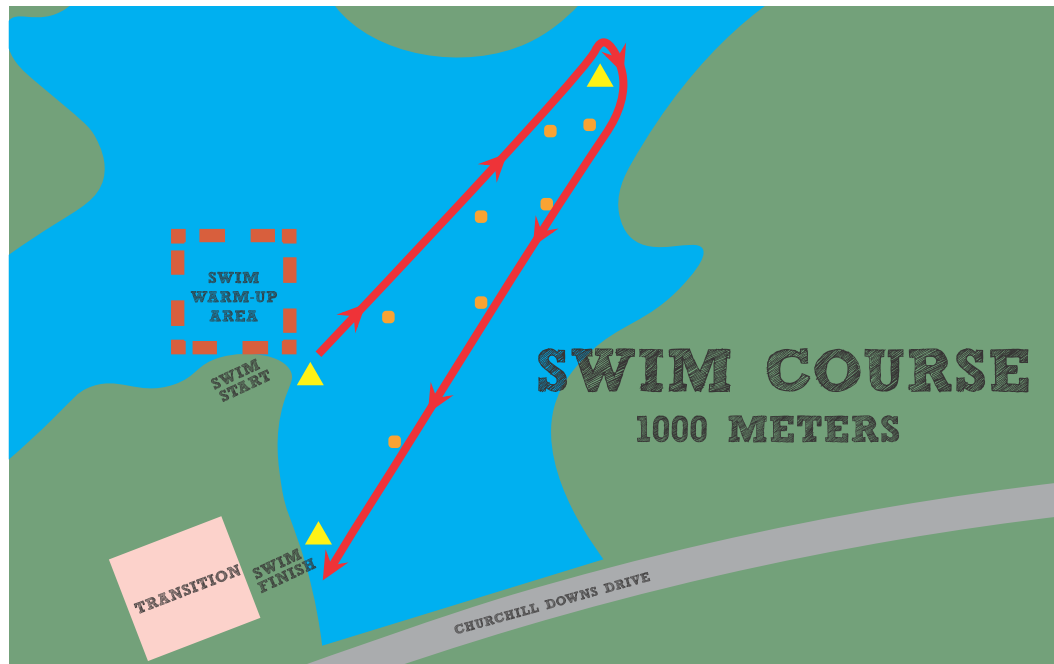 SWIM
WARM-UP
AREA
SWIM
START
SWIM COURSE
1000 METERS
TRANSITION
SWIM
FINISH
CHURCHILL DOWNS DRIVE